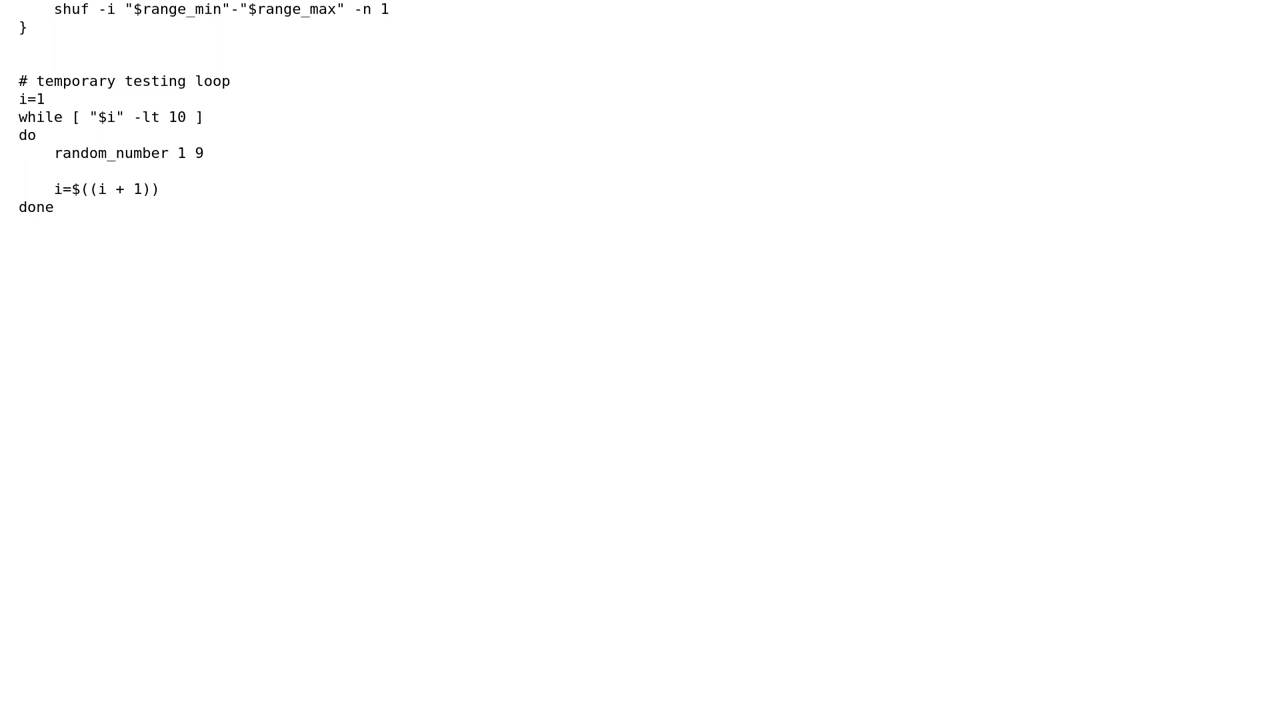 shuf -i "$range_min"-"$range_max" -n 1
}


# temporary testing loop
i=1
while [ "$i" -lt 10 ]
do
    random_number 1 9

    i=$((i + 1))
done